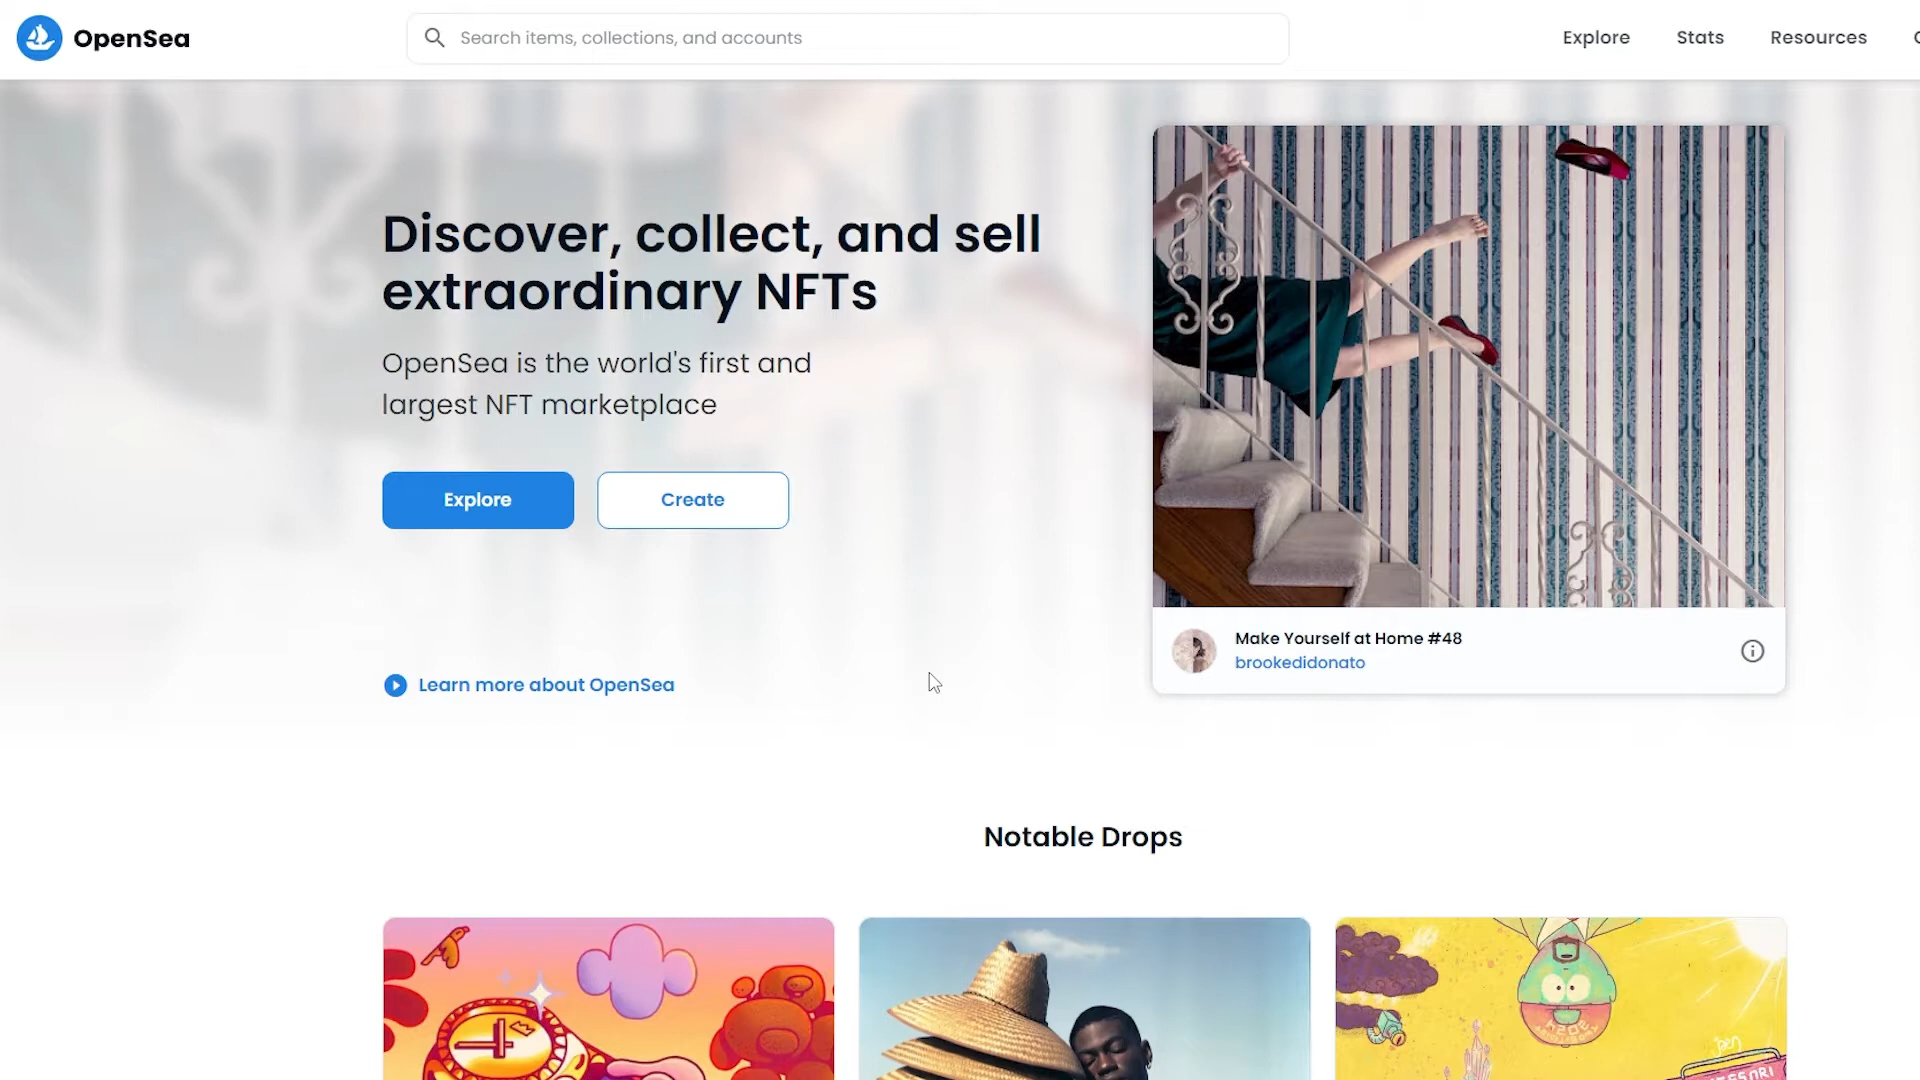 OpenSea
Search items, collections, and accounts
Explore
Stats
Resources
Discover, collect, and sell
extraordinary NFTs
OpenSea is the world's first and
largest NFT marketplace
Explore
Create
Learn more about OpenSea
Make Yourself at Home #48
brookedidonato
Notable Drops